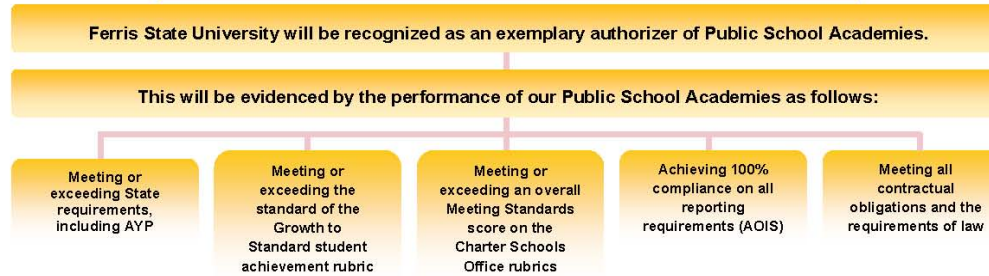 Ferris State University will be recognized as an exemplary authorizer of Public School Academies.
This will be evidenced by the performance of our Public School Academies as follows:
Meeting or
exceeding State
requirements,
including AYP
Meeting or
exceeding the
standard of the
Growth to
Standard student
achievement rubric
Meeting or
exceeding an overall
Meeting Standards
score on the
Charter Schools
Office rubrics
Achieving 100%
compliance on all
reporting
requirements (AOIS)
Meeting all
contractual
obligations and the
requirements of law